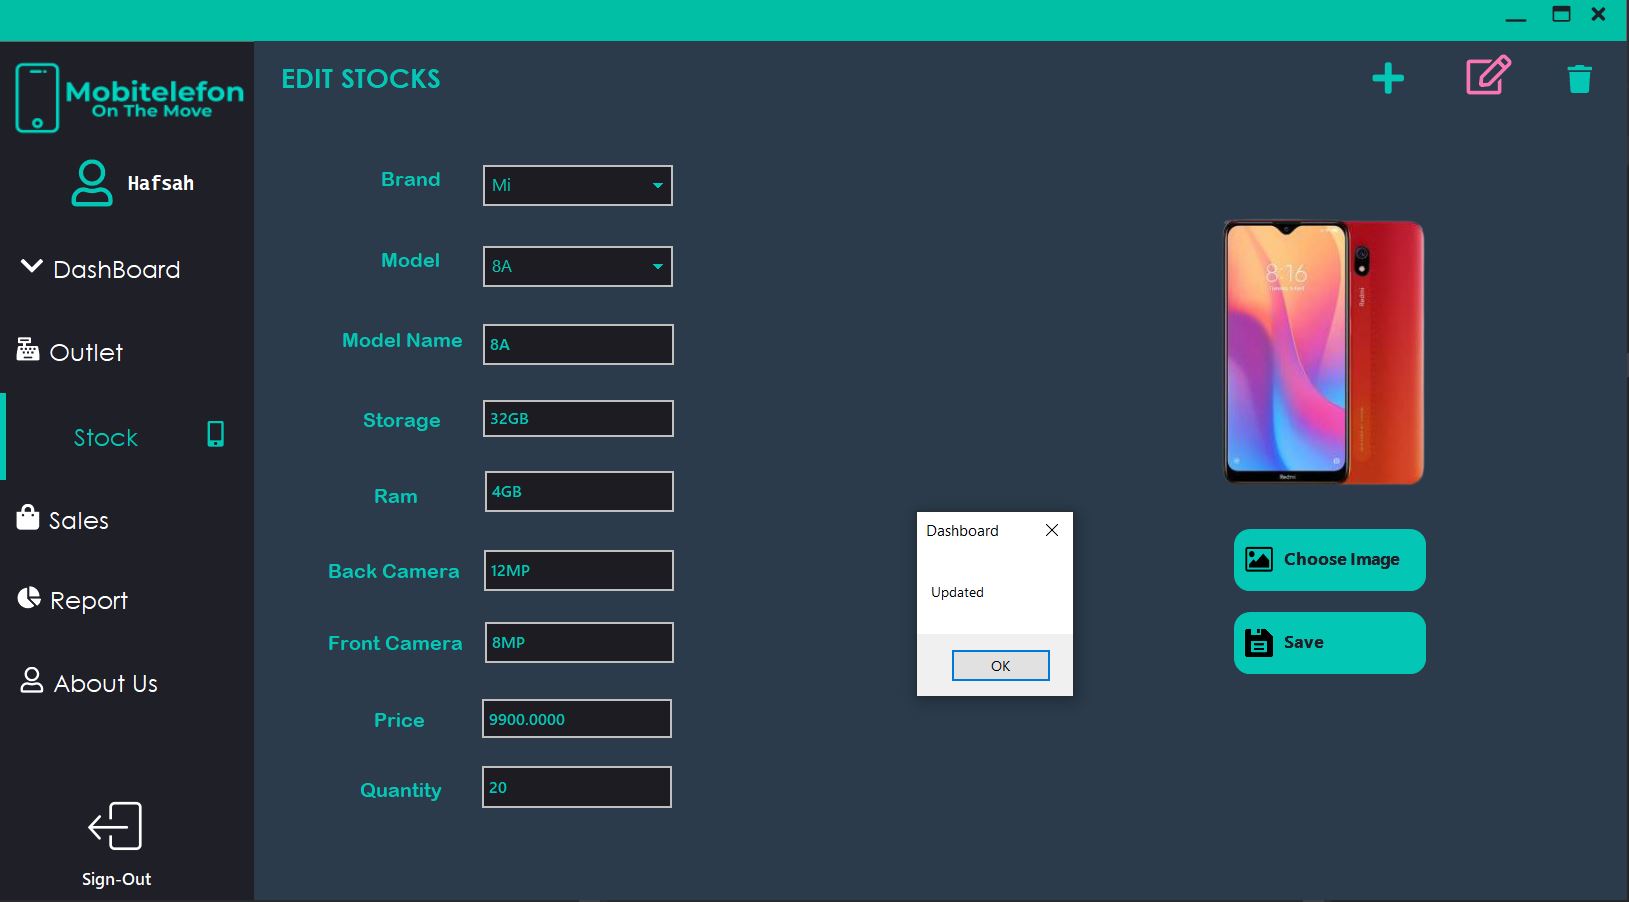 Mobitelefon
On The Move
Hafsah
DashBoard
Outlet
Stock
Sales
Report
About Us
Sign-Out
EDIT STOCKS
Brand
Mi
Model
8A
Model Name
8A
Storage
32GB
Ram
4GB
Back Camera
12MP
Front Camera
8MP
Price
9900.0000
Quantity
20
Dashboard
Updated
OK
8:16
Redmi
Redmi
Choose Image
Save